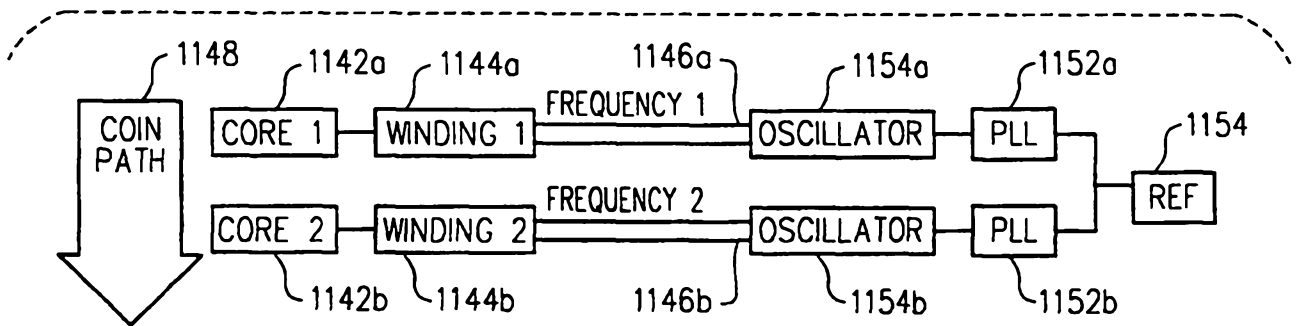 1148
1142a
1144a
1146a
1154a
1152a
COIN
PATH
CORE 1
WINDING 1
FREQUENCY 1
OSCILLATOR
PLL
1154
REF
CORE 2
WINDING 2
FREQUENCY 2
OSCILLATOR
PLL
1142b
1144b
1146b
1154b
1152b